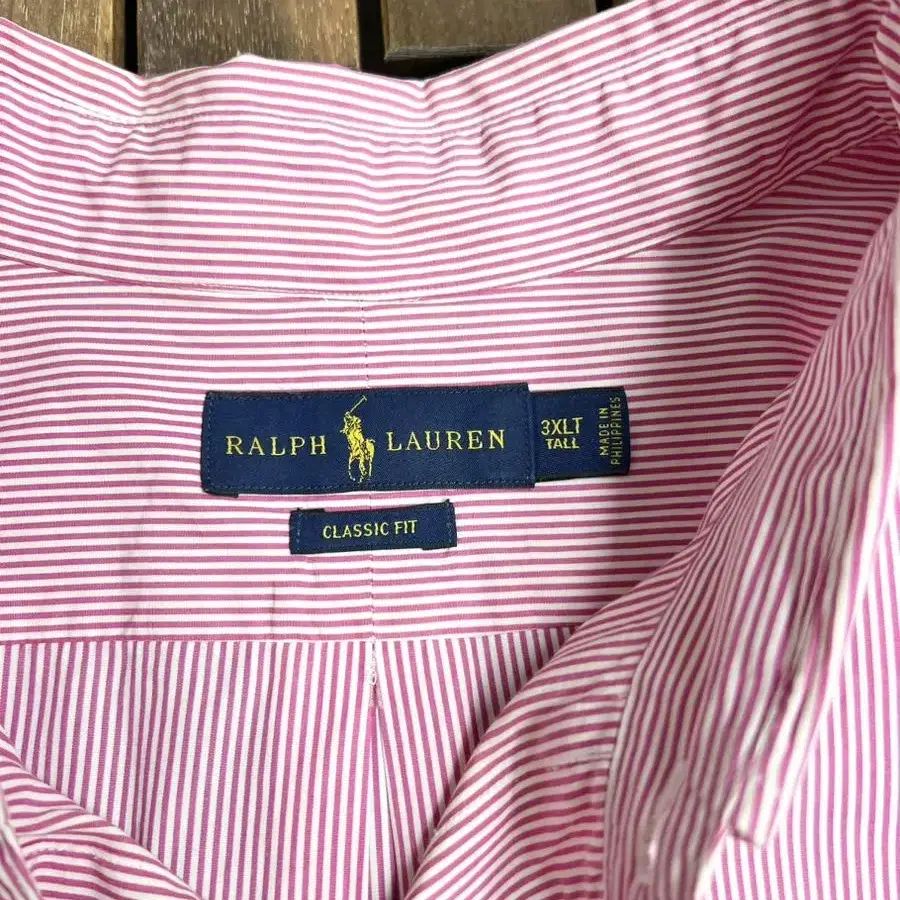 RALPH LAUREN
3XLT
TALL
MADE IN
PHILIPPINES
CLASSIC FIT